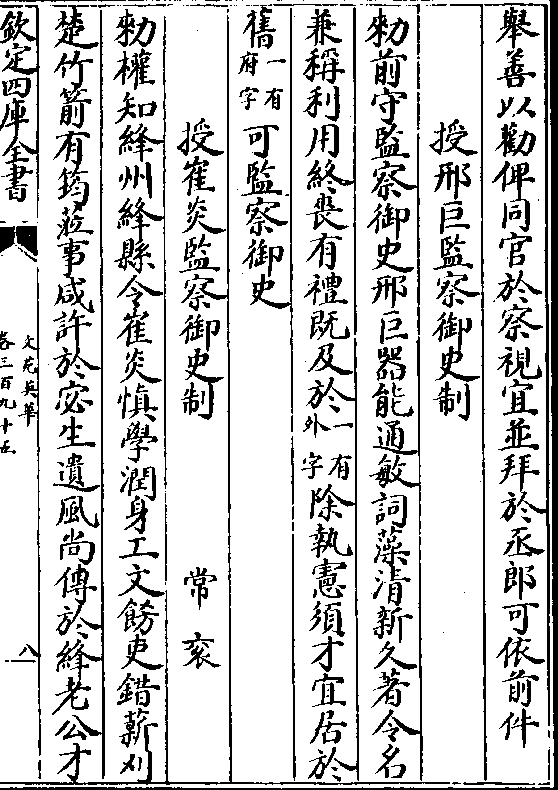 舉善以勸俾同官於察視宜並拜於丞郎可依前件
授邢巨監察御史制
勑前守監察御史邢巨器能通敏詞藻清新久著令名
兼稱利用終喪有禮既及於一有外字除執憲須才宜居於
舊一有府字可監察御史
授崔炎監察御史制 常衮
勑權知絳州絳縣令崔炎慎學潤身工文飭吏錯薪刈
楚竹箭有筠蒞事咸許於宓生遺風尚傳於絳老公才
欽定四庫全書
文苑英華
卷三百九十五
八